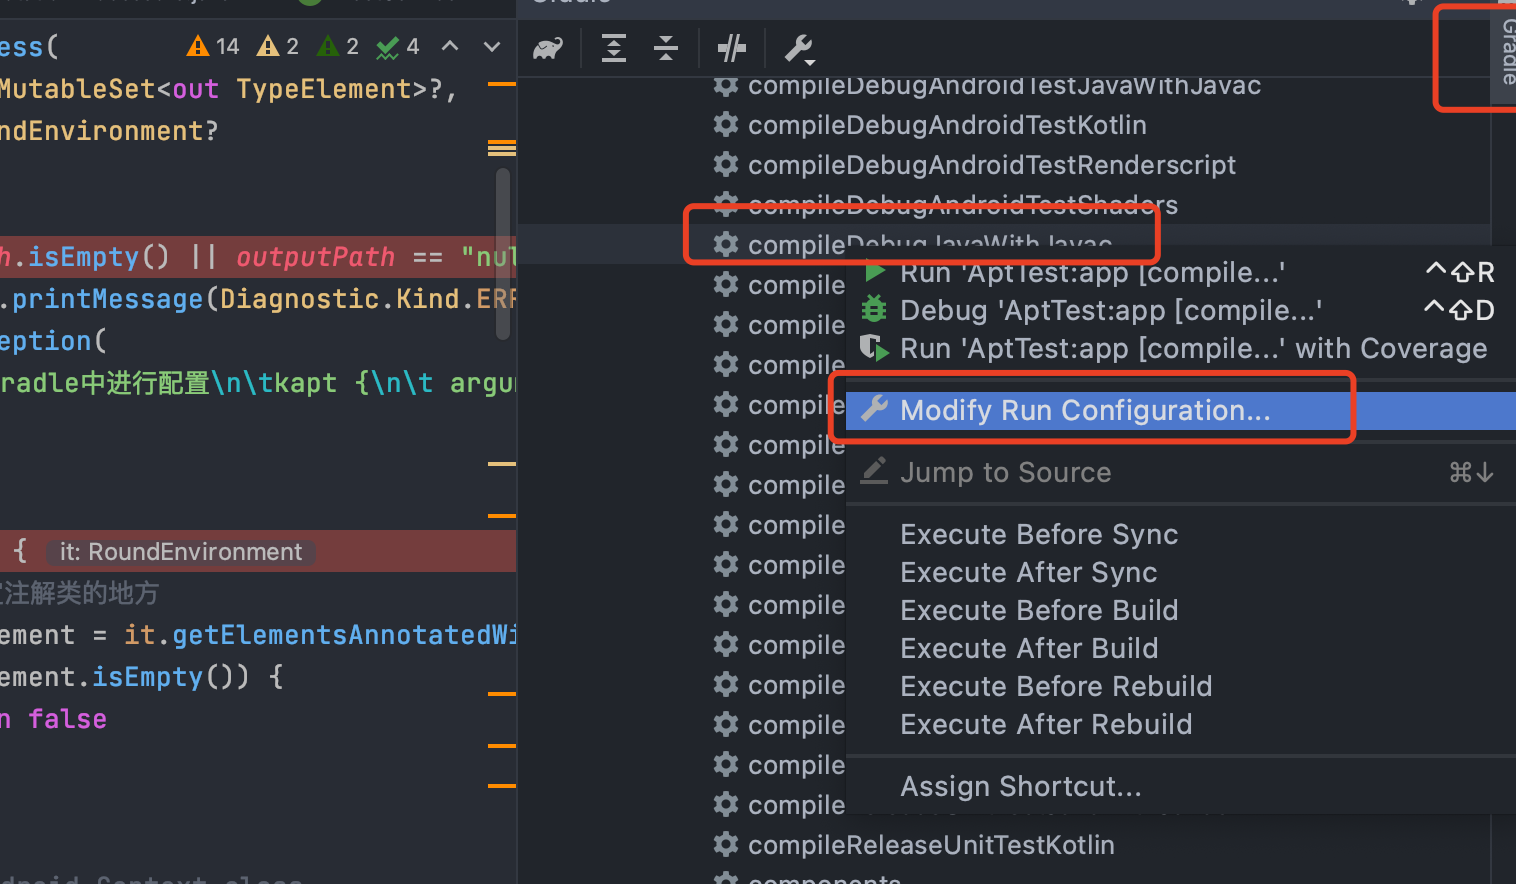 Gradle
ess(
14 2 2 4
MutableSet<out TypeElement>?,
ndEnvironment?
h.isEmpty() || outputPath == "nul
.printMessage(Diagnostic.Kind.ERR
eption(
radle中进行配置\n\tkapt {\n\t argu
{ it: RoundEnvironment
注解类的地方
ement = it.getElementsAnnotatedWi
ement.isEmpty()) {
n false
compileDebugAndroidTestJavaWithJavac
compileDebugAndroidTestKotlin
compileDebugAndroidTestRenderscript
compileDebugAndroidTestShaders
compileDebugJavaWithJavac
compile
compile
compile
compile
compile
compile
compile
compile
compile
compile
compile
compile
compile
compile
compileReleaseUnitTestKotlin
components
Run 'AptTest:app [compile...' ⌃⇧R
Debug 'AptTest:app [compile...' ⌃⇧D
Run 'AptTest:app [compile...' with Coverage
Modify Run Configuration...
Jump to Source ⌘↓
Execute Before Sync
Execute After Sync
Execute Before Build
Execute After Build
Execute Before Rebuild
Execute After Rebuild
Assign Shortcut...
Gradle